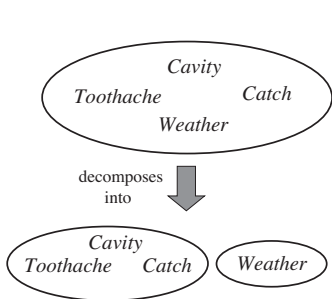 Cavity
Toothache Catch
Weather
decomposes
into
Cavity
Toothache Catch
Weather